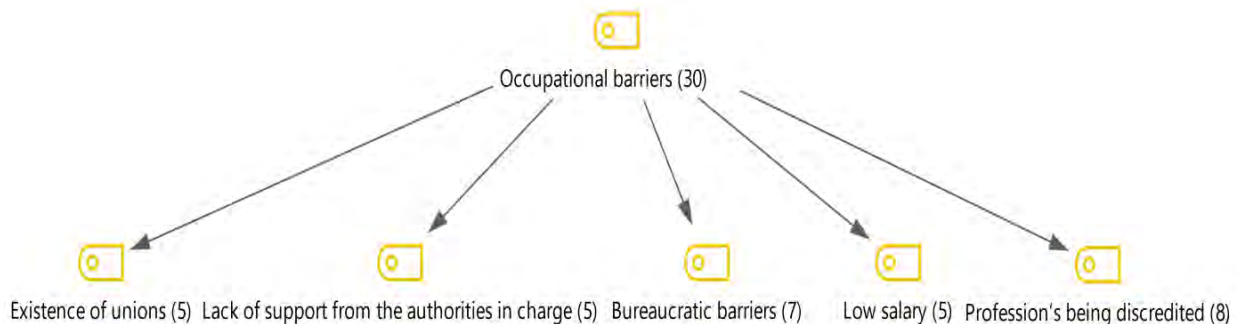 Occupational barriers (30)
Existence of unions (5)
Lack of support from the authorities in charge (5)
Bureaucratic barriers (7)
Low salary (5)
Profession's being discredited (8)